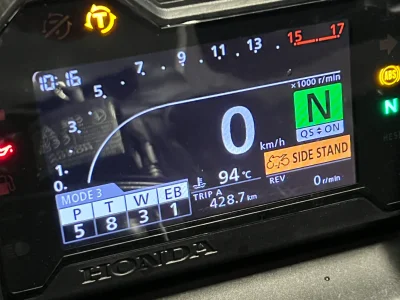 T
15 17
7 9 11 13
10:16
5
×1000 r/min
3
0
N
km/h
QS ON
SIDE STAND
1
0
MODE 3
P T W EB
5 8 3 1
94 °C
TRIP A
428.7 km
REV 0 r/min
ABS
N
HONDA